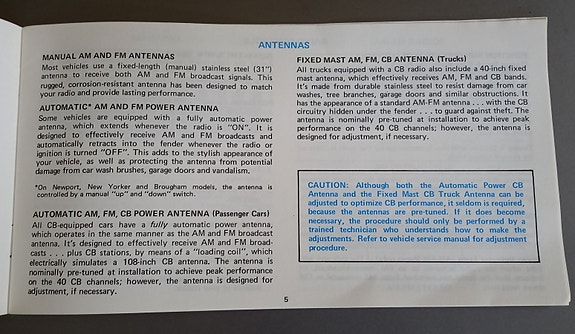 ANTENNAS
MANUAL AM AND FM ANTENNAS
Most vehicles use a fixed-length (manual) stainless steel (31")
antenna to receive both AM and FM broadcast signals. This
rugged, corrosion-resistant antenna has been designed to match
your radio and provide lasting performance.
AUTOMATIC* AM AND FM POWER ANTENNA
Some vehicles are equipped with a fully automatic power
antenna, which extends whenever the radio is "ON". It is
designed to effectively receive AM and FM broadcasts and
automatically retracts into the fender whenever the radio or
ignition is turned "OFF". This adds to the stylish appearance of
your vehicle, as well as protecting the antenna from potential
damage from car wash brushes, garage doors and vandalism.
*On Newport, New Yorker and Brougham models, the antenna is
controlled by a manual "up" and "down" switch.
AUTOMATIC AM, FM, CB POWER ANTENNA (Passenger Cars)
All CB-equipped cars have a fully automatic power antenna,
which operates in the same manner as the AM and FM broadcast
antenna. It's designed to effectively receive AM and FM broad-
casts . . . plus CB stations, by means of a "loading coil", which
electrically simulates a 108-inch CB antenna. The antenna is
nominally pre-tuned at installation to achieve peak performance
on the 40 CB channels; however, the antenna is designed for
adjustment, if necessary.
FIXED MAST AM, FM, CB ANTENNA (Trucks)
All trucks equipped with a CB radio also include a 40-inch fixed
mast antenna, which effectively receives AM, FM and CB bands.
It's made from durable stainless steel to resist damage from car
washes, tree branches, garage doors and similar obstructions. It
has the appearance of a standard AM-FM antenna . . . with the CB
circuitry hidden under the fender . . . to guard against theft. The
antenna is nominally pre-tuned at installation to achieve peak
performance on the 40 CB channels; however, the antenna is
designed for adjustment, if necessary.
CAUTION: Although both the Automatic Power CB
Antenna and the Fixed Mast CB Truck Antenna can be
adjusted to optimize CB performance, it seldom is required,
because the antennas are pre-tuned. If it does become
necessary, the procedure should only be performed by a
trained technician who understands how to make the
adjustments. Refer to vehicle service manual for adjustment
procedure.
5